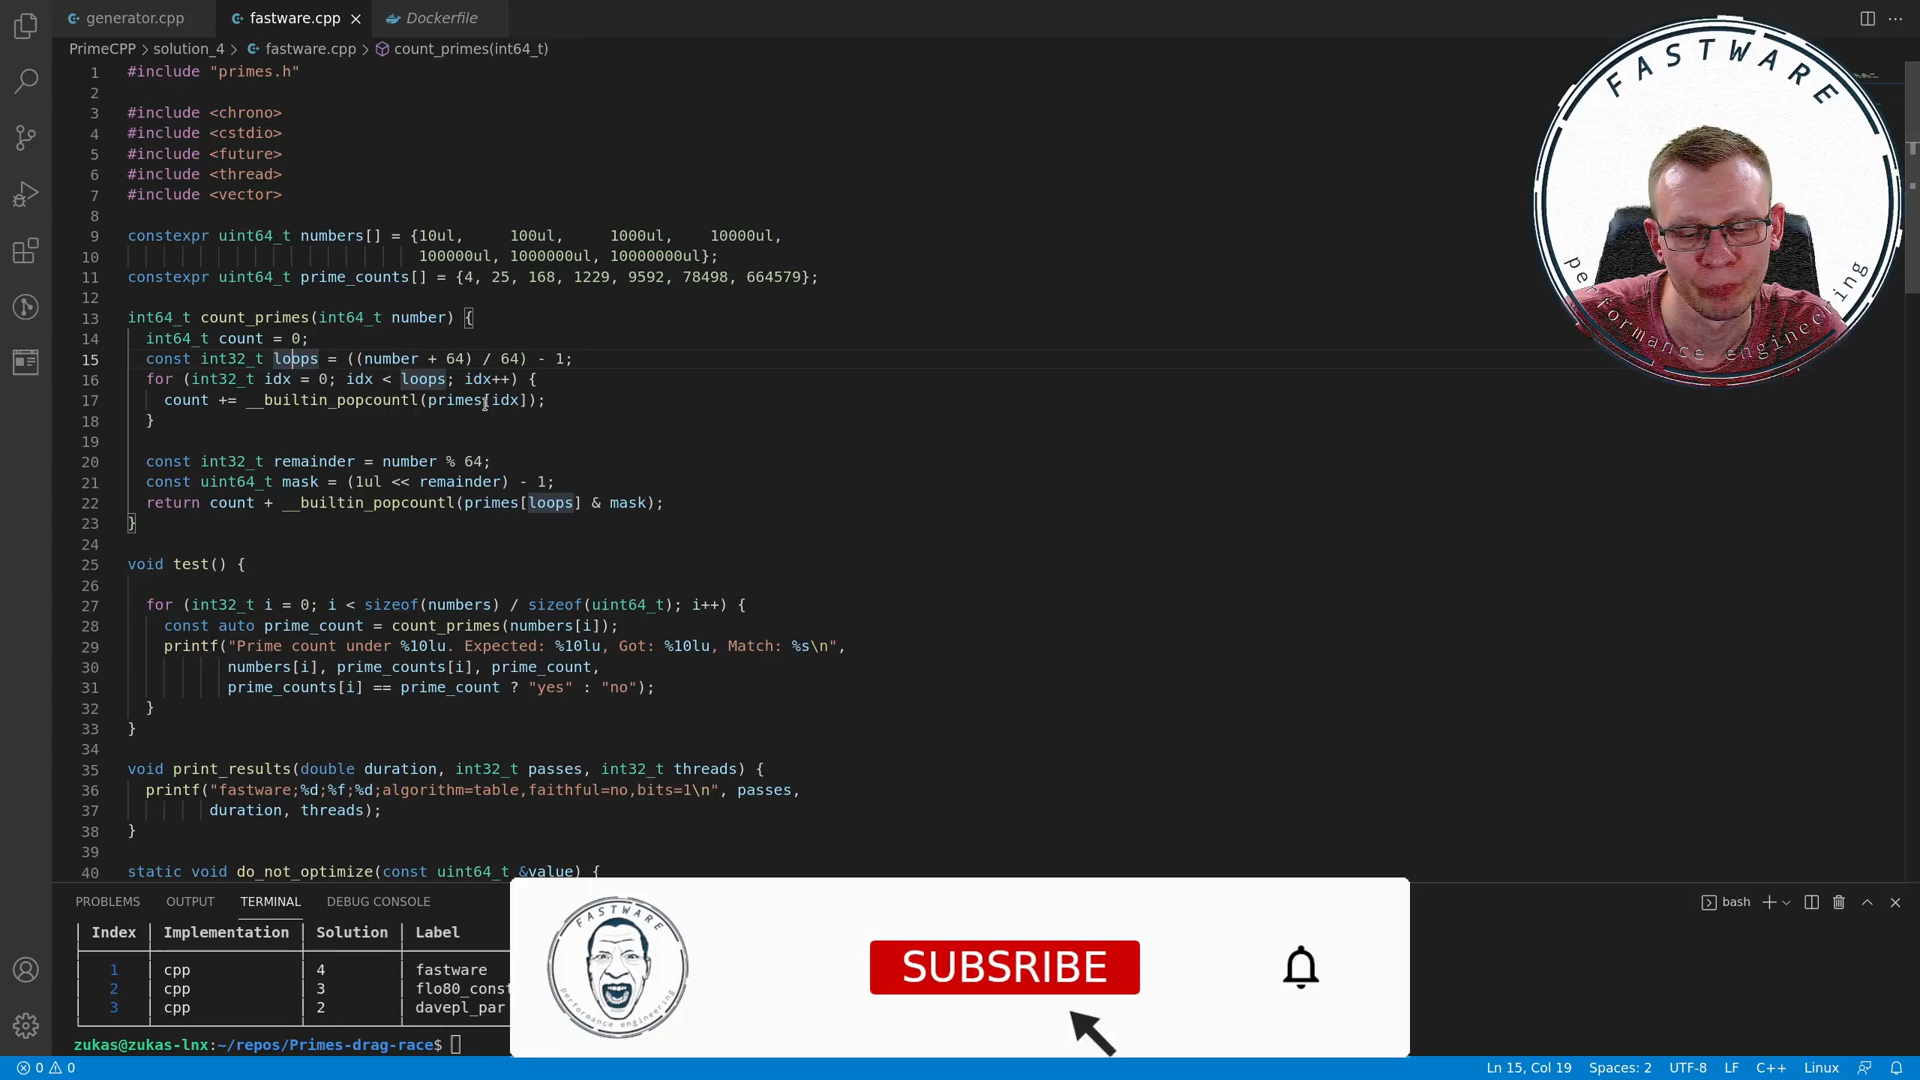 generator.cpp
fastware.cpp
Dockerfile
PrimeCPP > solution_4 > fastware.cpp > count_primes(int64_t)
1 #include "primes.h"
2
3 #include <chrono>
4 #include <cstdio>
5 #include <future>
6 #include <thread>
7 #include <vector>
8
9 constexpr uint64_t numbers[] = {10ul, 100ul, 1000ul, 10000ul,
10 100000ul, 1000000ul, 10000000ul};
11 constexpr uint64_t prime_counts[] = {4, 25, 168, 1229, 9592, 78498, 664579};
12
13 int64_t count_primes(int64_t number) {
14 int64_t count = 0;
15 const int32_t loops = ((number + 64) / 64) - 1;
16 for (int32_t idx = 0; idx < loops; idx++) {
17 count += __builtin_popcountl(primes[idx]);
18 }
19
20 const int32_t remainder = number % 64;
21 const uint64_t mask = (1ul << remainder) - 1;
22 return count + __builtin_popcountl(primes[loops] & mask);
23 }
24
25 void test() {
26
27 for (int32_t i = 0; i < sizeof(numbers) / sizeof(uint64_t); i++) {
28 const auto prime_count = count_primes(numbers[i]);
29 printf("Prime count under %10lu. Expected: %10lu, Got: %10lu, Match: %s\n",
30 numbers[i], prime_counts[i], prime_count,
31 prime_counts[i] == prime_count ? "yes" : "no");
32 }
33 }
34
35 void print_results(double duration, int32_t passes, int32_t threads) {
36 printf("fastware;%d;%f;%d;algorithm=table,faithful=no,bits=1\n", passes,
37 duration, threads);
38 }
39
40 static void do_not_optimize(const uint64_t &value) {
FASTWARE
performance engineering
PROBLEMS OUTPUT TERMINAL DEBUG CONSOLE
bash
Index Implementation Solution Label
1 cpp 4 fastware
2 cpp 3 flo80_const
3 cpp 2 davepl_par
zukas@zukas-lnx:~/repos/Primes-drag-race$
FASTWARE
performance engineering
SUBSRIBE
0 0
Ln 15, Col 19 Spaces: 2 UTF-8 LF C++ Linux